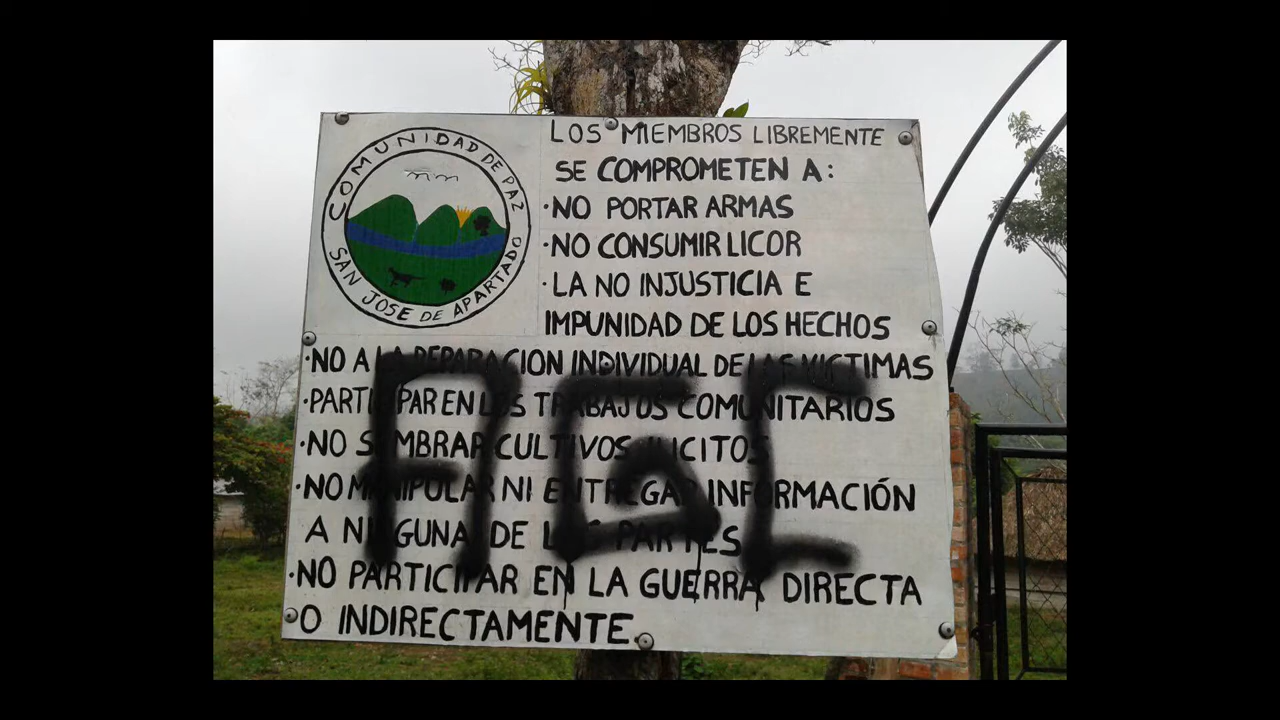 COMUNIDAD DE PAZ
SAN JOSE DE APARTADO
LOS MIEMBROS LIBREMENTE
SE COMPROMETEN A:
·NO PORTAR ARMAS
·NO CONSUMIR LICOR
·LA NO INJUSTICIA E
IMPUNIDAD DE LOS HECHOS
·NO A LA REPARACION INDIVIDUAL DE LAS VICTIMAS
·PARTICIPAR EN LOS TRABAJOS COMUNITARIOS
·NO SEMBRAR CULTIVOS ILICITOS
·NO MANIPULAR NI ENTREGAR INFORMACIÓN
A NINGUNA DE LAS PARTES
·NO PARTICIPAR EN LA GUERRA DIRECTA
O INDIRECTAMENTE.
AGC